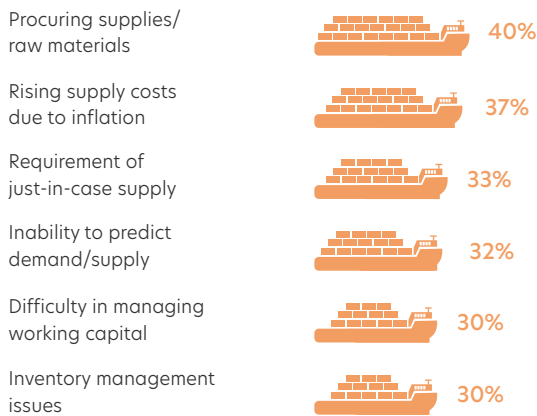 Procuring supplies/
raw materials
40%
Rising supply costs
due to inflation
37%
Requirement of
just-in-case supply
33%
Inability to predict
demand/supply
32%
Difficulty in managing
working capital
30%
Inventory management
issues
30%